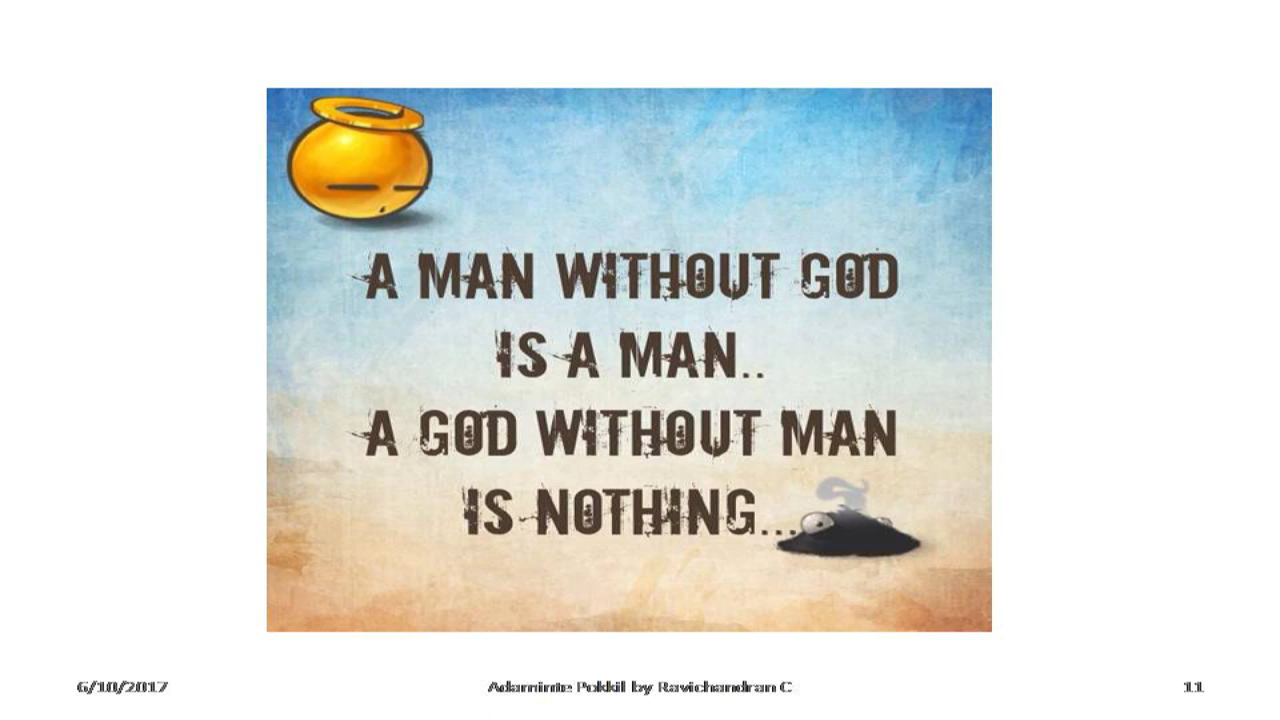 A MAN WITHOUT GOD
IS A MAN..
A GOD WITHOUT MAN
IS NOTHING...
6/10/2017 Adaminte Pokkil by Ravichandran C 11